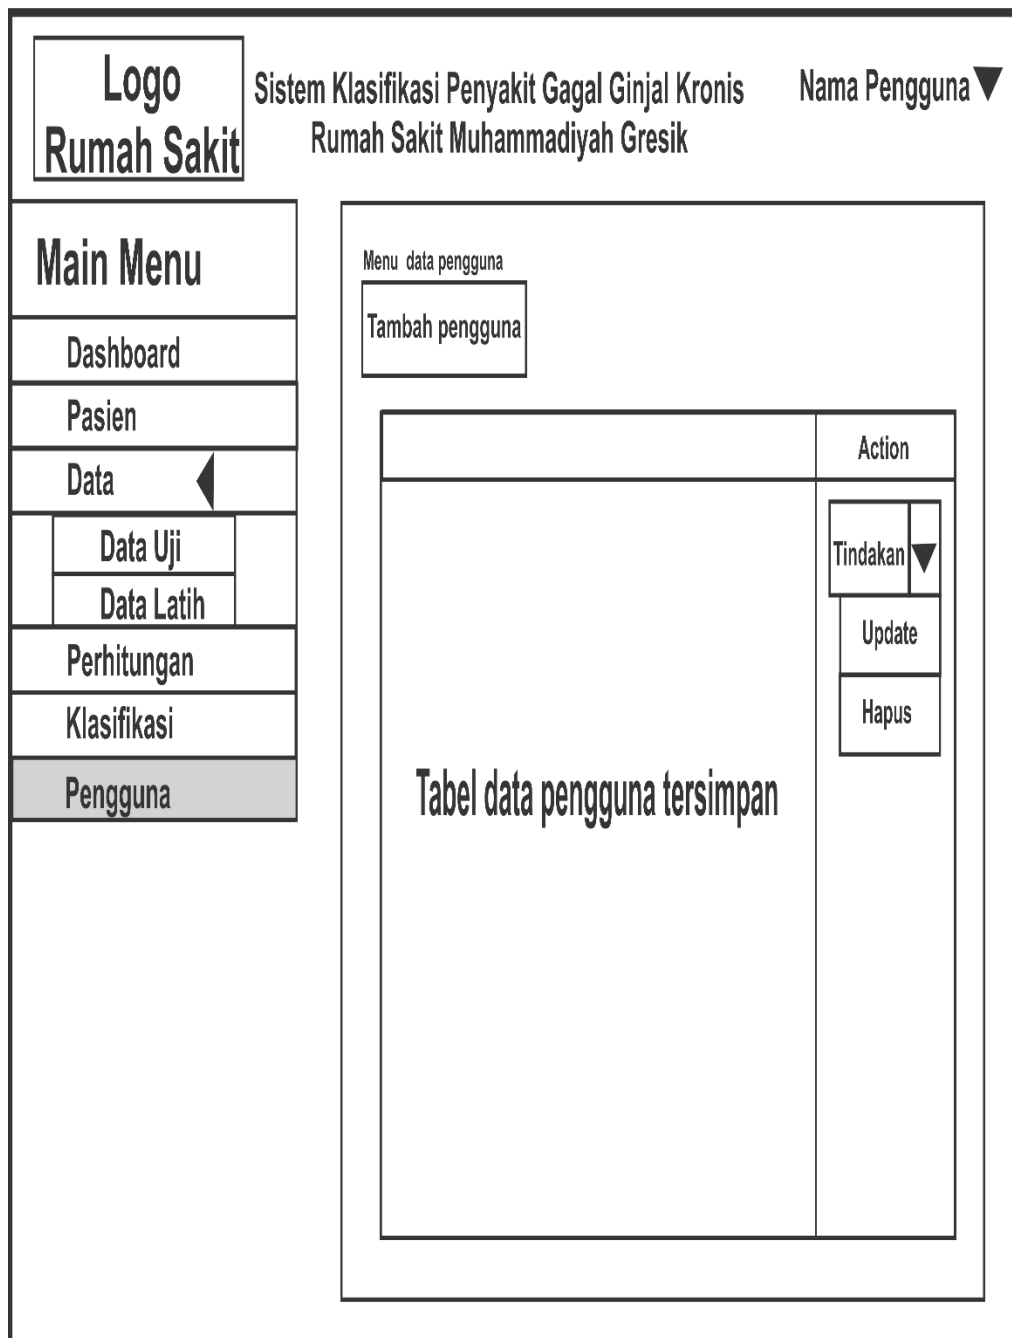 Logo
Rumah Sakit
Sistem Klasifikasi Penyakit Gagal Ginjal Kronis
Rumah Sakit Muhammadiyah Gresik
Nama Pengguna
Main Menu
Dashboard
Pasien
Data
Data Uji
Data Latih
Perhitungan
Klasifikasi
Pengguna
Menu data pengguna
Tambah pengguna
Action
Tindakan
Update
Hapus
Tabel data pengguna tersimpan